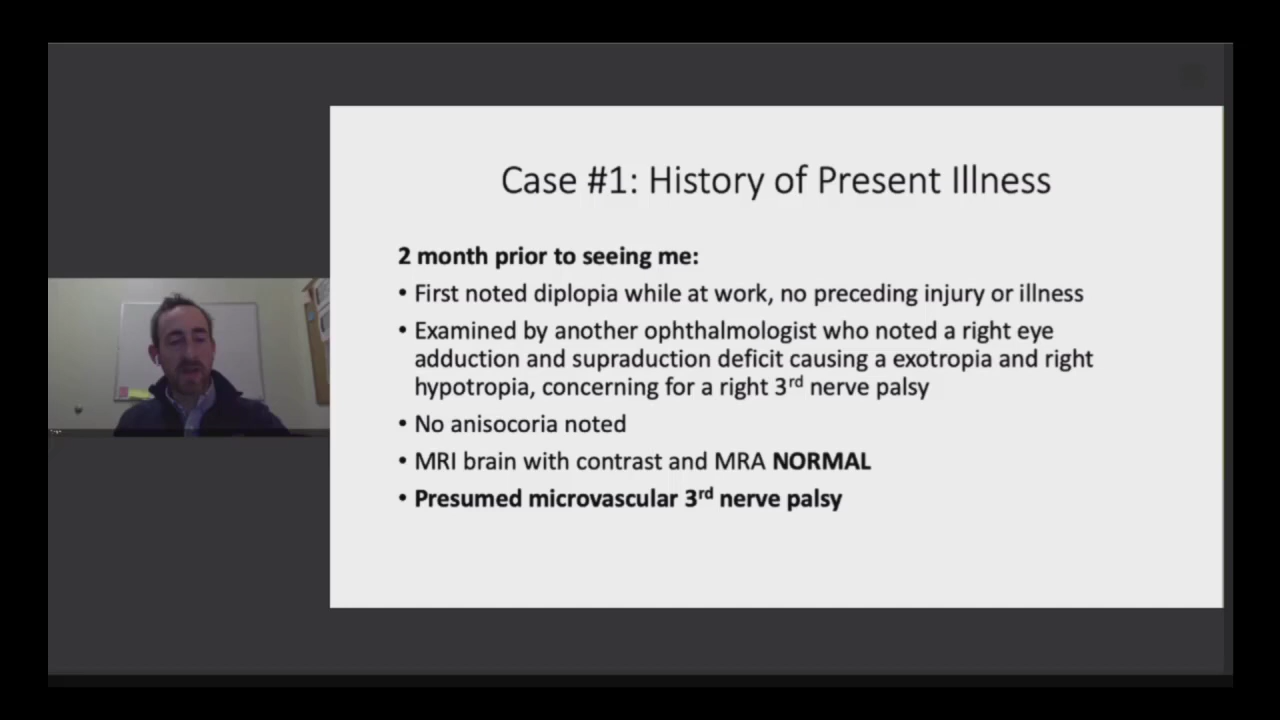 Case #1: History of Present Illness
2 month prior to seeing me:
• First noted diplopia while at work, no preceding injury or illness
• Examined by another ophthalmologist who noted a right eye
adduction and supraduction deficit causing a exotropia and right
hypotropia, concerning for a right 3rd nerve palsy
• No anisocoria noted
• MRI brain with contrast and MRA NORMAL
• Presumed microvascular 3rd nerve palsy